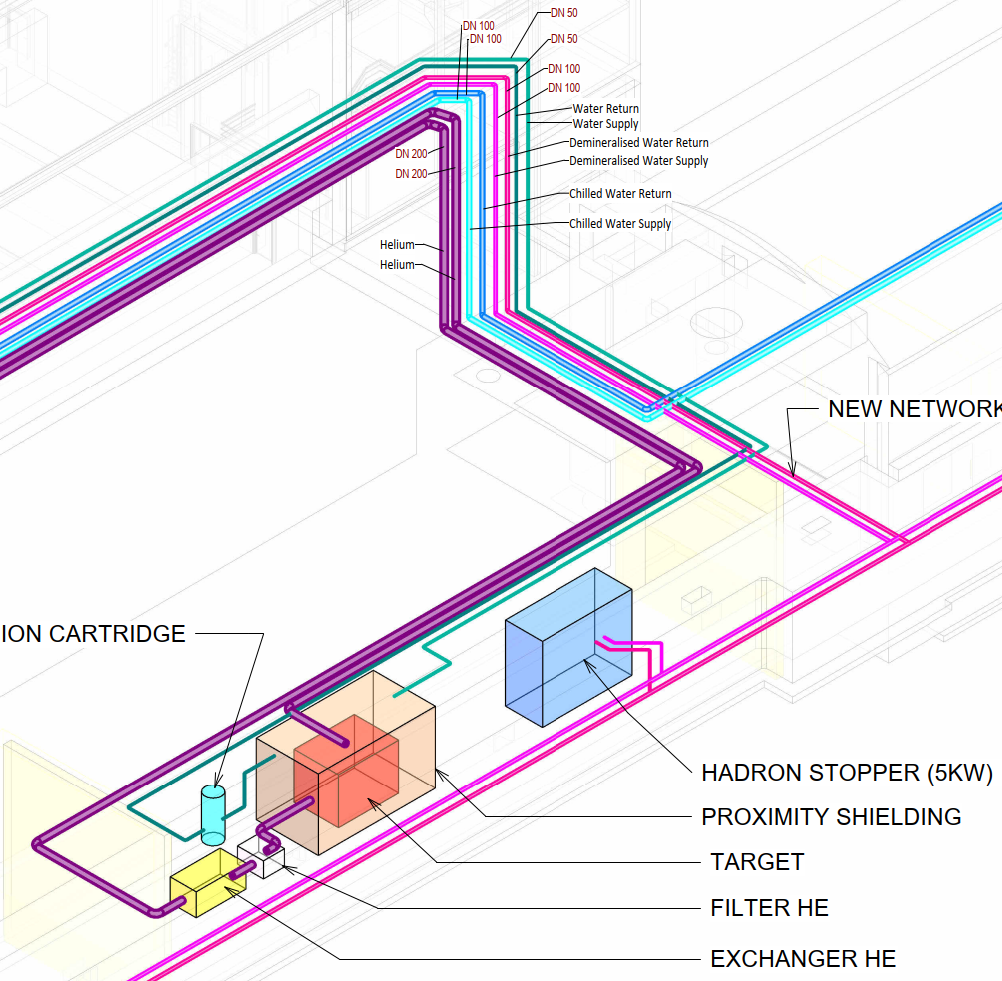 DN 50
DN 100
DN 100
DN 50
DN 100
DN 100
Water Return
Water Supply
Demineralised Water Return
DN 200
Demineralised Water Supply
DN 200
Chilled Water Return
Chilled Water Supply
Helium
Helium
NEW NETWORK
ION CARTRIDGE
HADRON STOPPER (5KW)
PROXIMITY SHIELDING
TARGET
FILTER HE
EXCHANGER HE